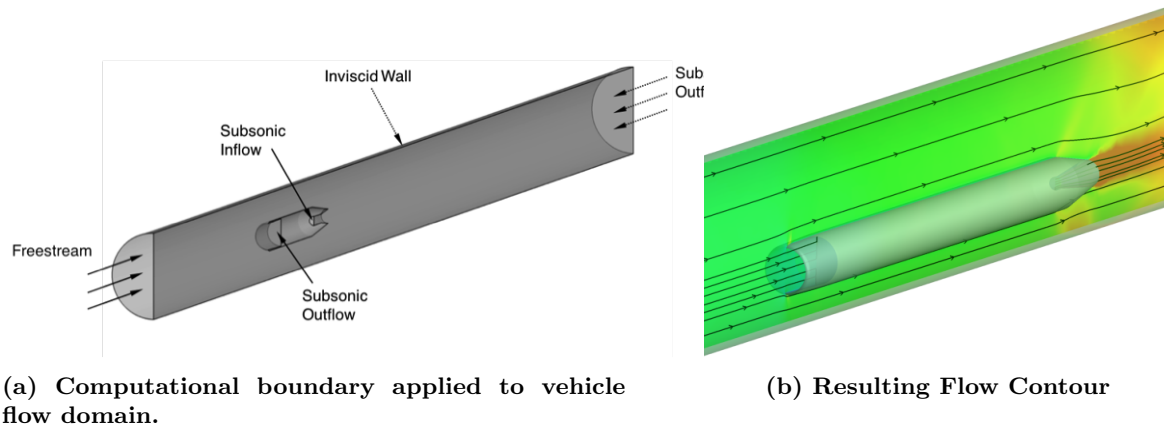 Inviscid Wall
Sub
Outf
Subsonic
Inflow
Freestream
Subsonic
Outflow
(a) Computational boundary applied to vehicle
flow domain.
(b) Resulting Flow Contour